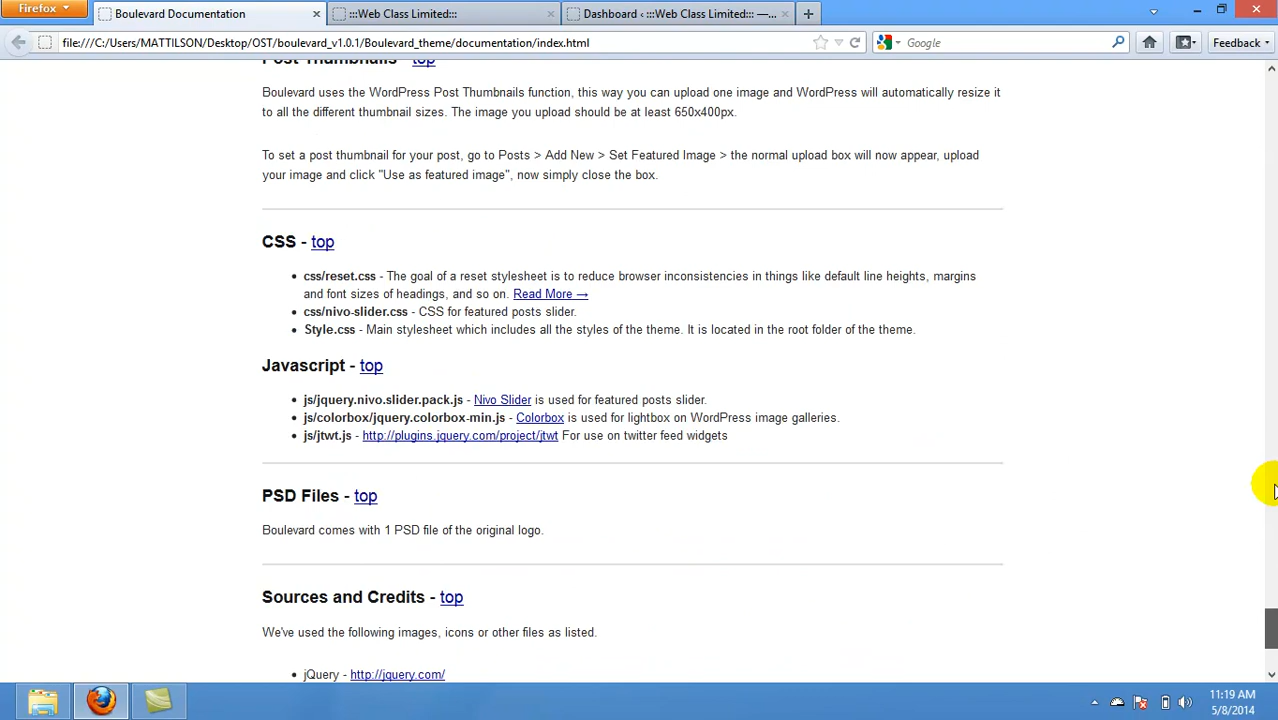 Firefox
Boulevard Documentation
:::Web Class Limited:::
Dashboard ‹ :::Web Class Limited::: —...
file:///C:/Users/MATTILSON/Desktop/OST/boulevard_v1.0.1/Boulevard_theme/documentation/index.html
Google
Feedback
Post Thumbnails - top
Boulevard uses the WordPress Post Thumbnails function, this way you can upload one image and WordPress will automatically resize it
to all the different thumbnail sizes. The image you upload should be at least 650x400px.
To set a post thumbnail for your post, go to Posts > Add New > Set Featured Image > the normal upload box will now appear, upload
your image and click "Use as featured image", now simply close the box.
CSS - top
• css/reset.css - The goal of a reset stylesheet is to reduce browser inconsistencies in things like default line heights, margins
and font sizes of headings, and so on. Read More →
• css/nivo-slider.css - CSS for featured posts slider.
• Style.css - Main stylesheet which includes all the styles of the theme. It is located in the root folder of the theme.
Javascript - top
• js/jquery.nivo.slider.pack.js - Nivo Slider is used for featured posts slider.
• js/colorbox/jquery.colorbox-min.js - Colorbox is used for lightbox on WordPress image galleries.
• js/jtwt.js - http://plugins.jquery.com/project/jtwt For use on twitter feed widgets
PSD Files - top
Boulevard comes with 1 PSD file of the original logo.
Sources and Credits - top
We've used the following images, icons or other files as listed.
• jQuery - http://jquery.com/
11:19 AM
5/8/2014